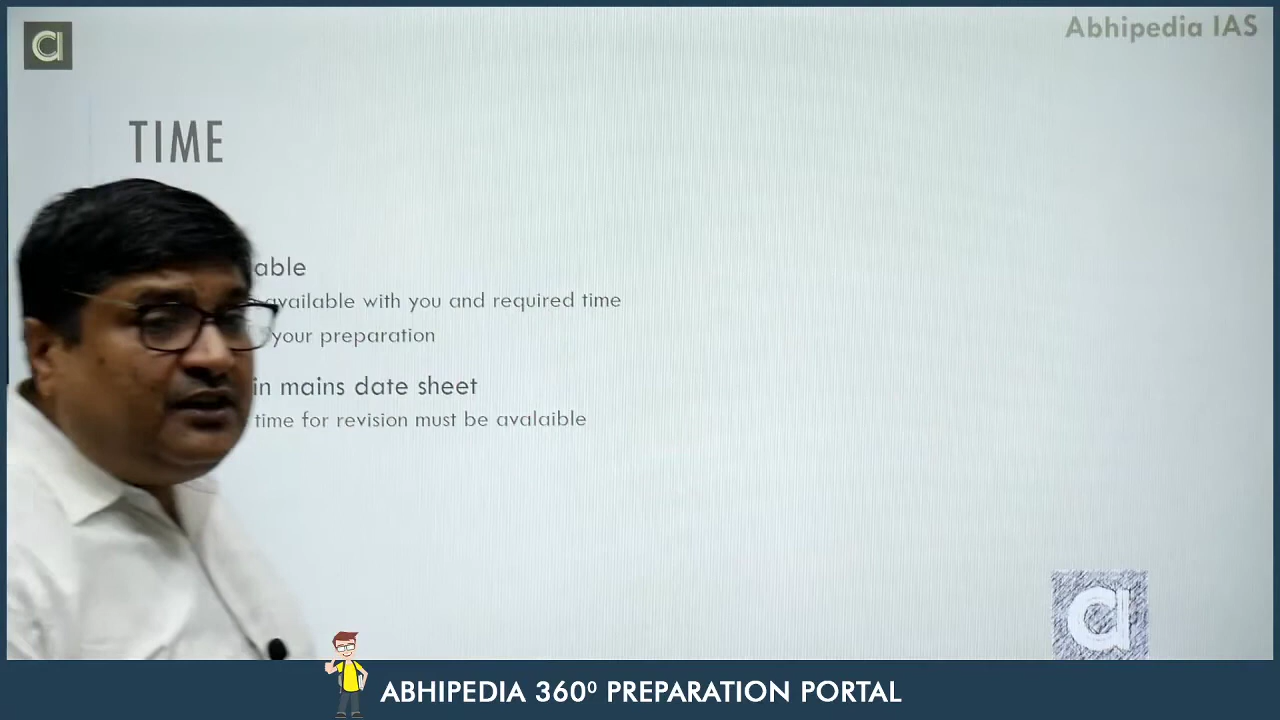 Abhipedia IAS
TIME
able
available with you and required time
your preparation
in mains date sheet
time for revision must be avalaible
ABHIPEDIA 360⁰ PREPARATION PORTAL